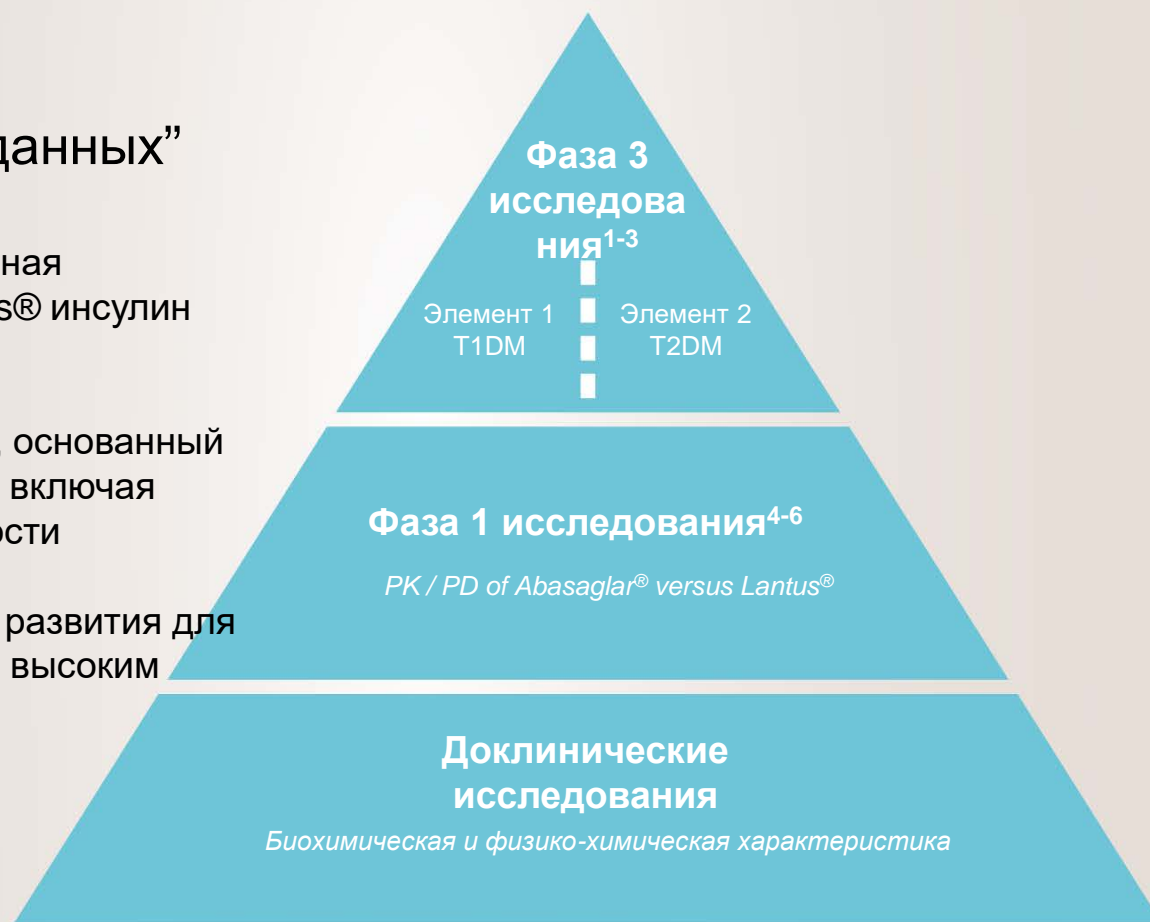 данных”
ная
s® инсулин
основанный
включая
ости
развития для
высоким
Фаза 3
исследова
ния¹⁻³
Элемент 1
T1DM
Элемент 2
T2DM
Фаза 1 исследования⁴⁻⁶
PK / PD of Abasaglar® versus Lantus®
Доклинические
исследования
Биохимическая и физико-химическая характеристика